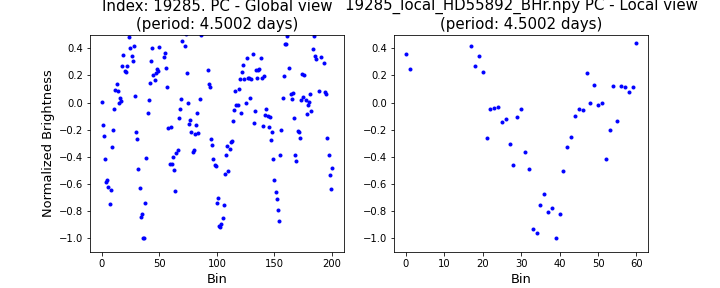 Index: 19285. PC - Global view
(period: 4.5002 days)
19285_local_HD55892_BHr.npy PC - Local view
(period: 4.5002 days)
Normalized Brightness
0.4
0.2
0.0
−0.2
−0.4
−0.6
−0.8
−1.0
0 50 100 150 200
Bin
0.4
0.2
0.0
−0.2
−0.4
−0.6
−0.8
−1.0
0 10 20 30 40 50 60
Bin